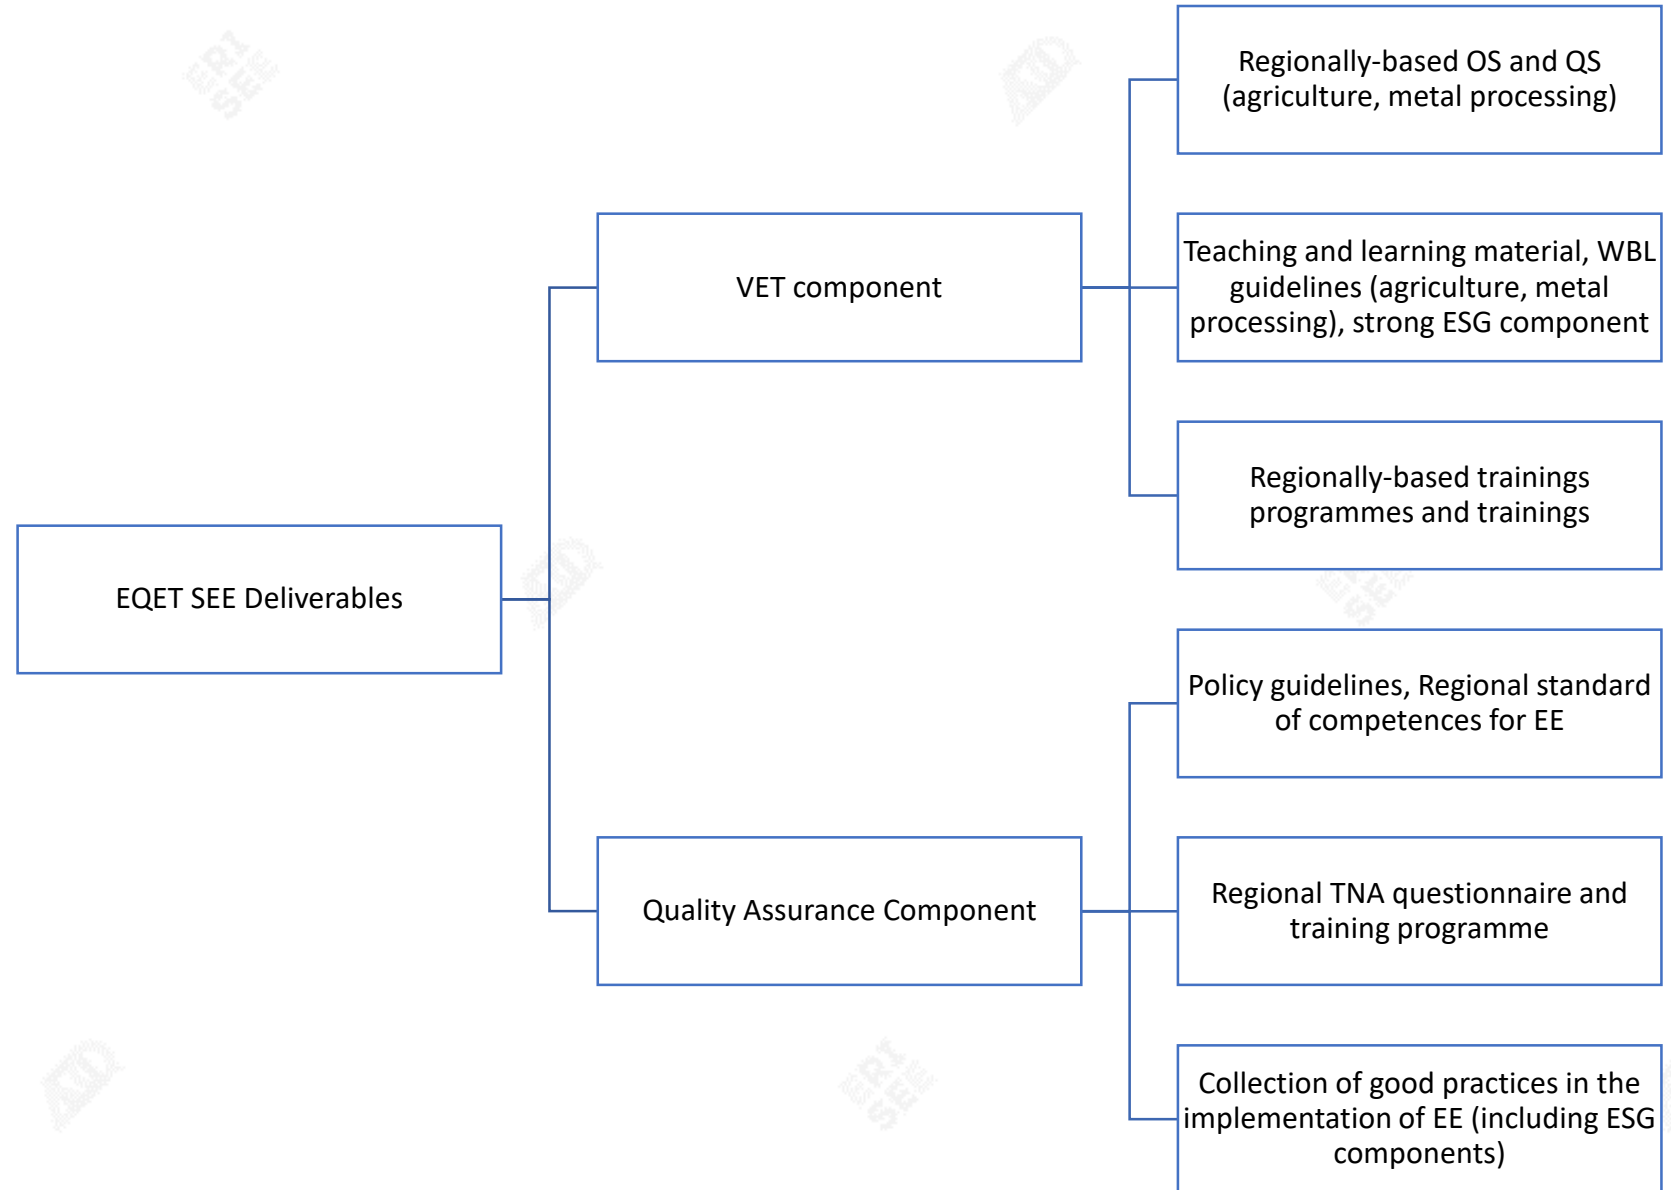 EQET SEE Deliverables
VET component
Regionally-based OS and QS
(agriculture, metal processing)
Teaching and learning material, WBL
guidelines (agriculture, metal
processing), strong ESG component
Regionally-based trainings
programmes and trainings
Quality Assurance Component
Policy guidelines, Regional standard
of competences for EE
Regional TNA questionnaire and
training programme
Collection of good practices in the
implementation of EE (including ESG
components)